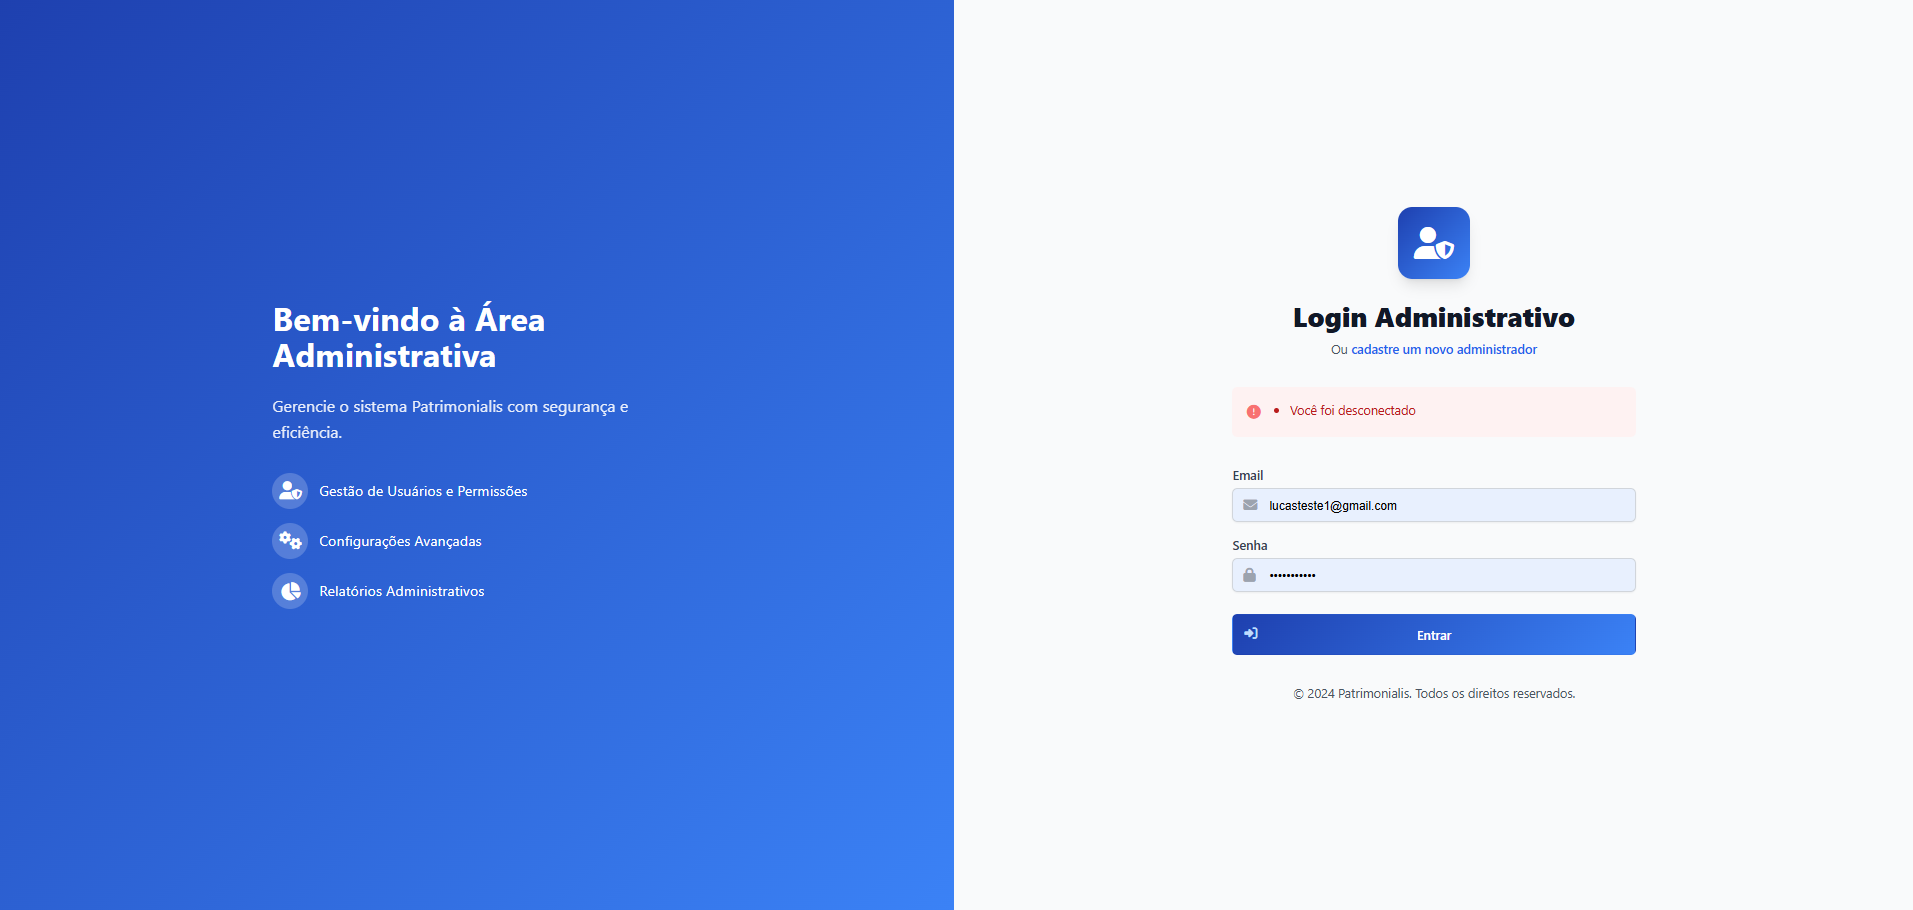 Bem-vindo à Área
Administrativa
Gerencie o sistema Patrimonialis com segurança e
eficiência.
Gestão de Usuários e Permissões
Configurações Avançadas
Relatórios Administrativos
Login Administrativo
Ou cadastre um novo administrador
• Você foi desconectado
Email
lucasteste1@gmail.com
Senha
•••••••••••
Entrar
© 2024 Patrimonialis. Todos os direitos reservados.